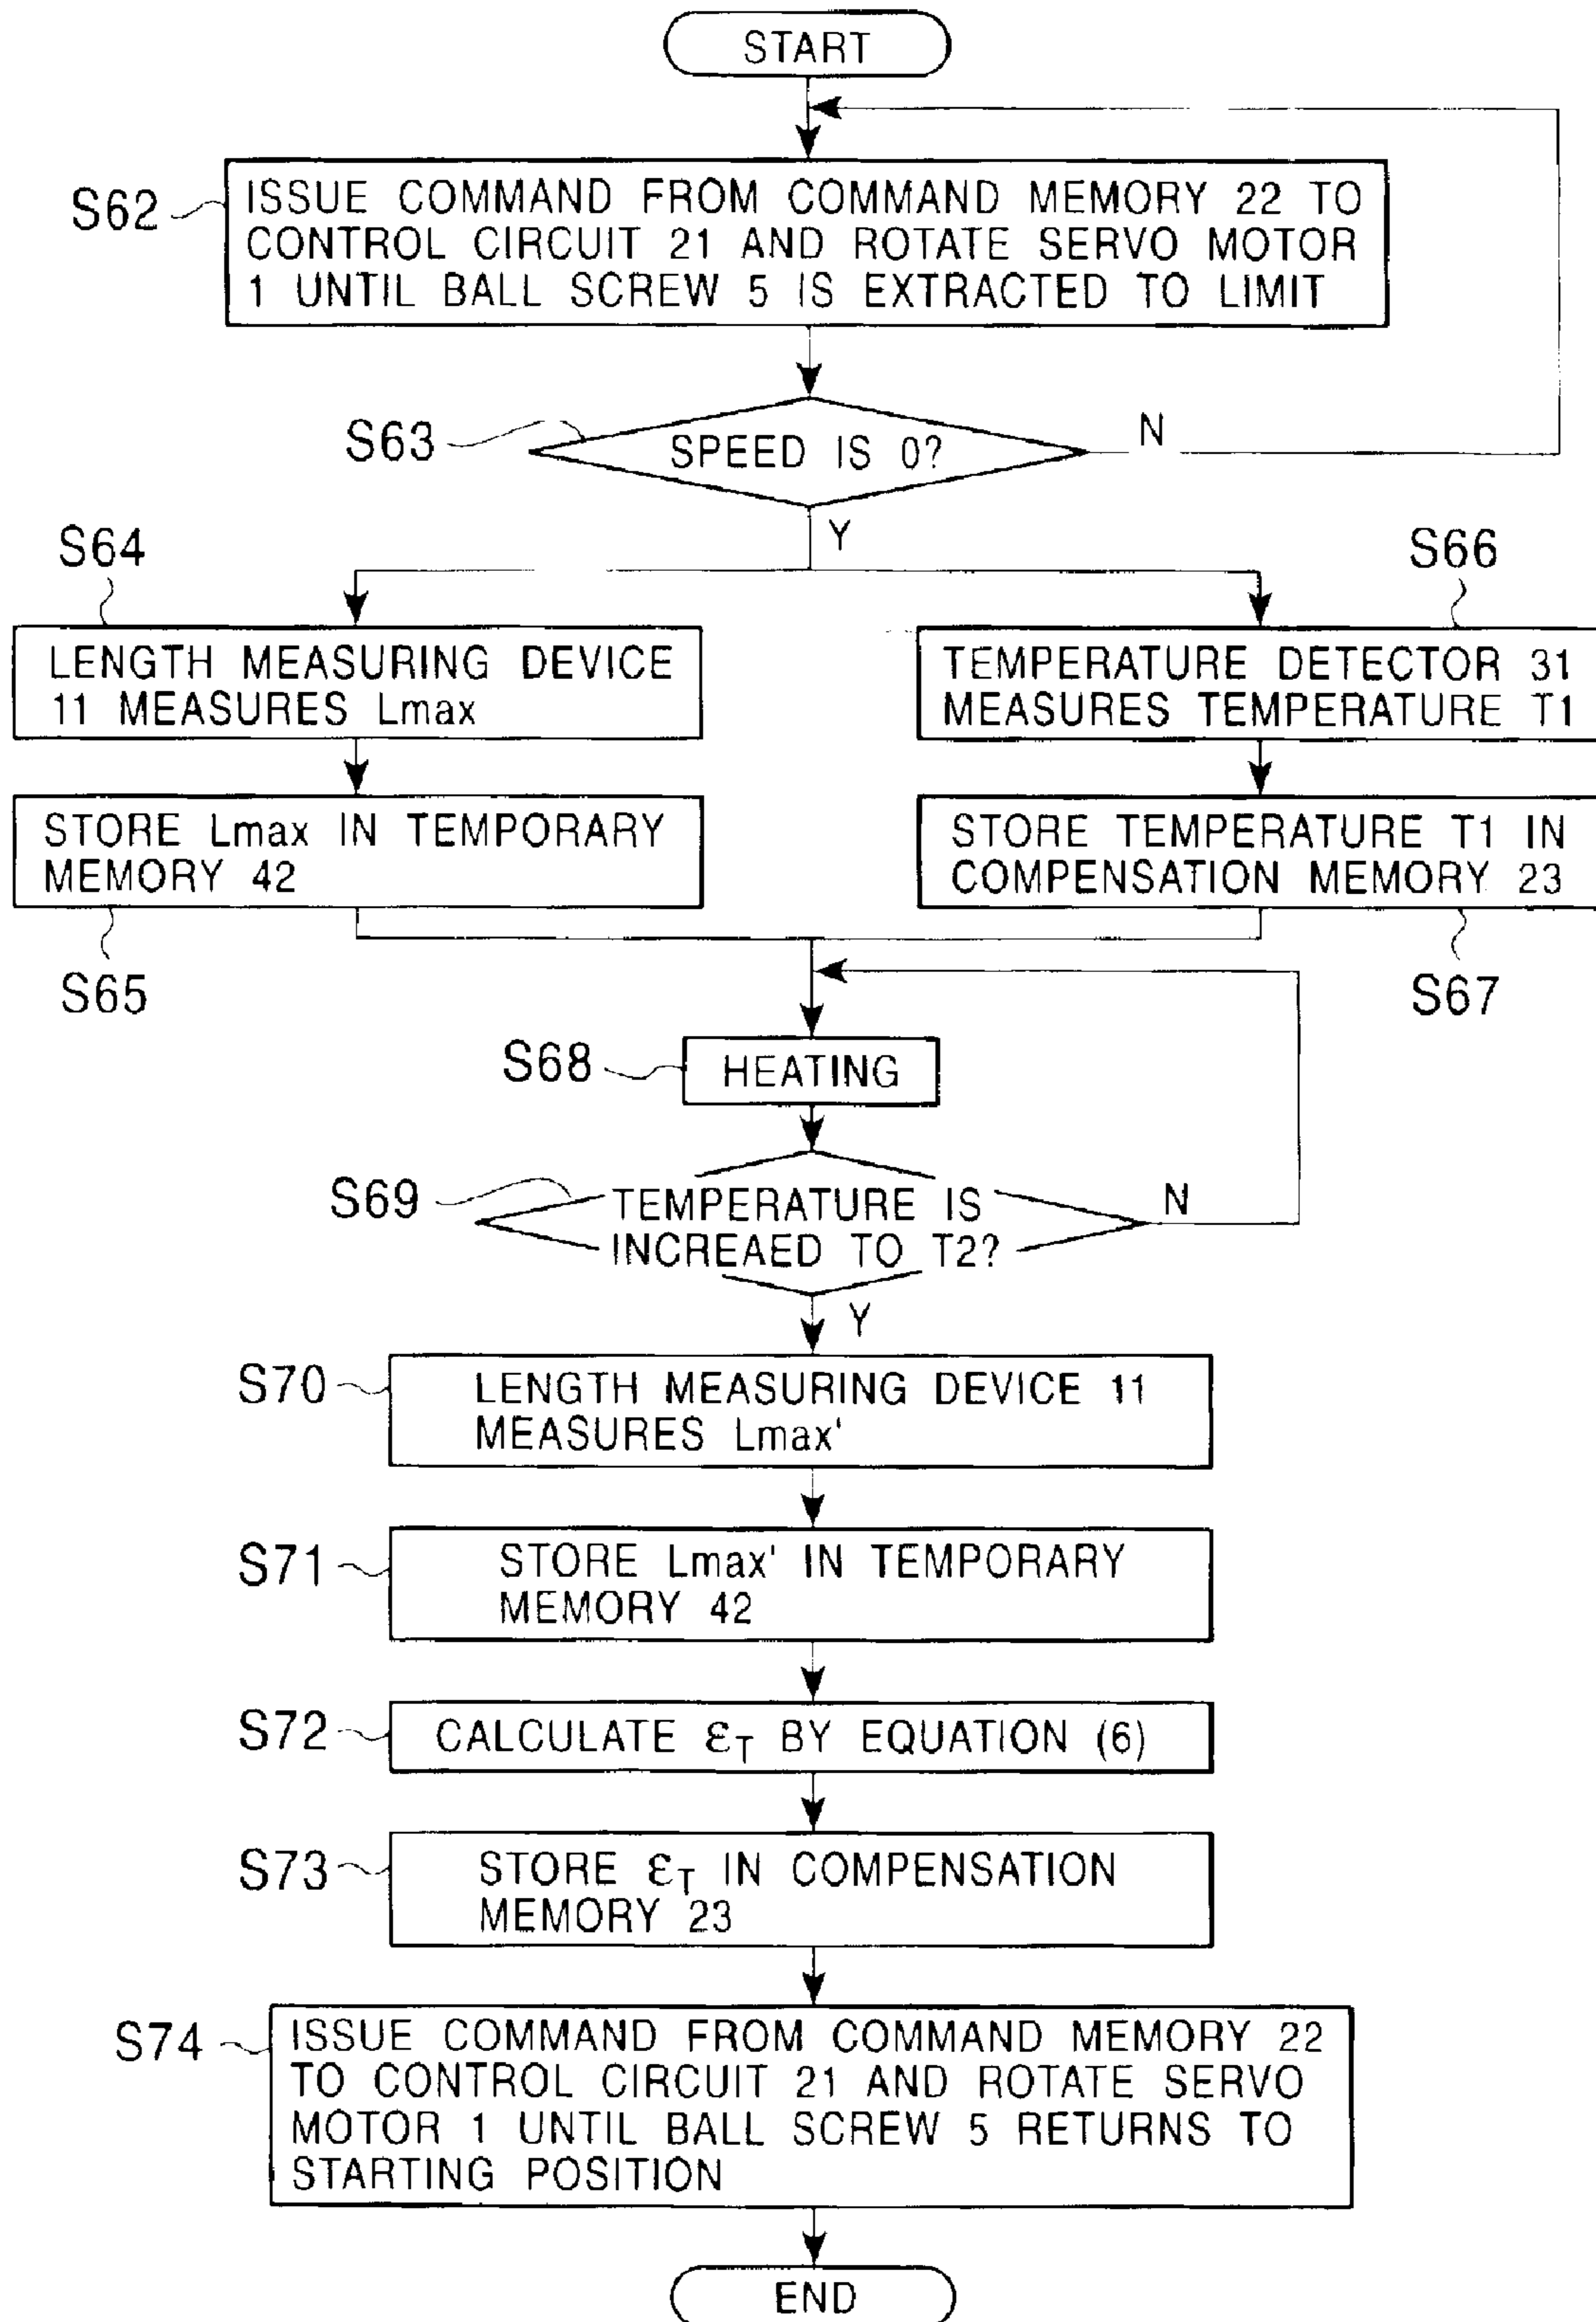 START
S62
ISSUE COMMAND FROM COMMAND MEMORY 22 TO
CONTROL CIRCUIT 21 AND ROTATE SERVO MOTOR
1 UNTIL BALL SCREW 5 IS EXTRACTED TO LIMIT
S63
SPEED IS 0?
N
Y
S64
S66
LENGTH MEASURING DEVICE
11 MEASURES Lmax
TEMPERATURE DETECTOR 31
MEASURES TEMPERATURE T1
STORE Lmax IN TEMPORARY
MEMORY 42
STORE TEMPERATURE T1 IN
COMPENSATION MEMORY 23
S65
S67
S68
HEATING
S69
TEMPERATURE IS
INCREAED TO T2?
N
Y
S70
LENGTH MEASURING DEVICE 11
MEASURES Lmax'
S71
STORE Lmax' IN TEMPORARY
MEMORY 42
S72
CALCULATE εT BY EQUATION (6)
S73
STORE εT IN COMPENSATION
MEMORY 23
S74
ISSUE COMMAND FROM COMMAND MEMORY 22
TO CONTROL CIRCUIT 21 AND ROTATE SERVO
MOTOR 1 UNTIL BALL SCREW 5 RETURNS TO
STARTING POSITION
END